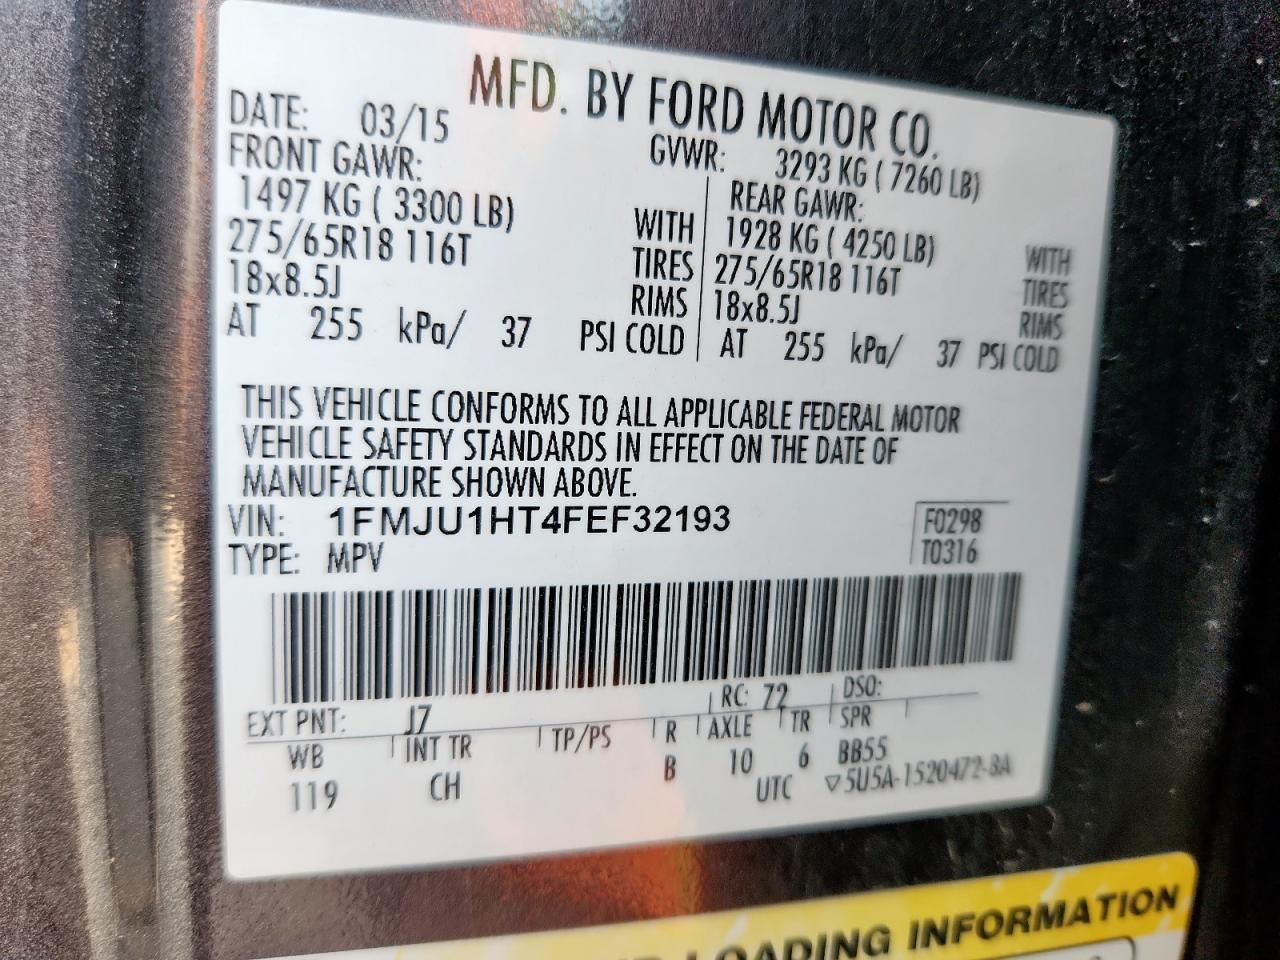 MFD. BY FORD MOTOR CO.
DATE: 03/15 GVWR: 3293 KG ( 7260 LB)
FRONT GAWR: REAR GAWR:
1497 KG ( 3300 LB) WITH 1928 KG ( 4250 LB) WITH
275/65R18 116T TIRES 275/65R18 116T TIRES
18x8.5J RIMS 18x8.5J RIMS
AT 255 kPa/ 37 PSI COLD AT 255 kPa/ 37 PSI COLD
THIS VEHICLE CONFORMS TO ALL APPLICABLE FEDERAL MOTOR
VEHICLE SAFETY STANDARDS IN EFFECT ON THE DATE OF
MANUFACTURE SHOWN ABOVE.
VIN: 1FMJU1HT4FEF32193 F0298
TYPE: MPV T0316
EXT PNT: J7 RC: 72 DSO:
WB INT TR TP/PS R AXLE TR SPR
119 CH B 10 6 BB55
UTC ▽5U5A-1520472-BA
LOADING INFORMATION